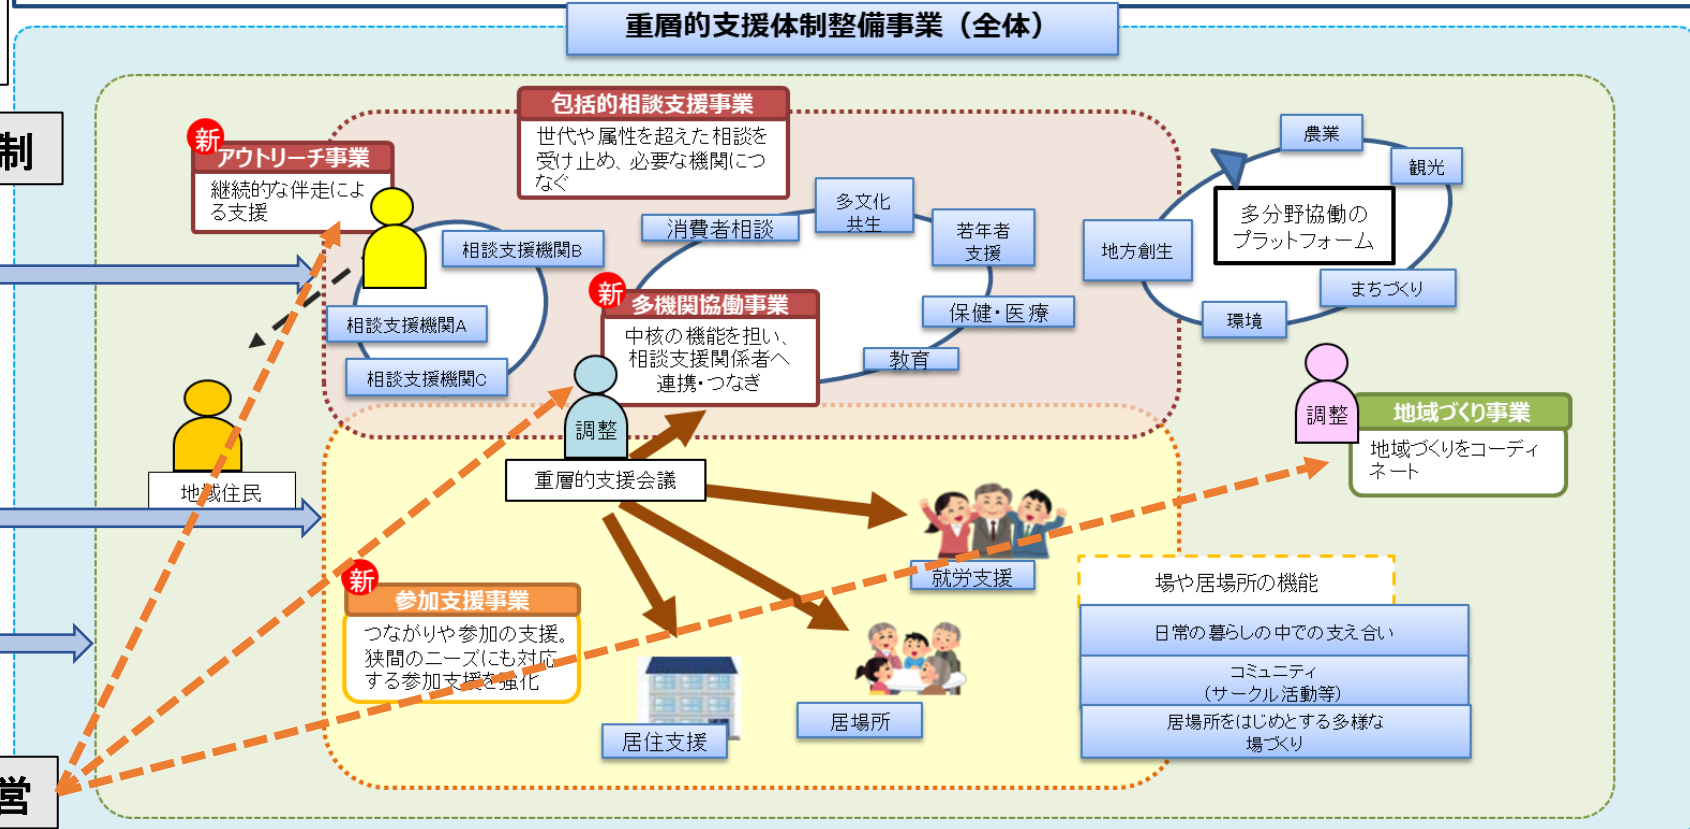 重層的支援体制整備事業（全体）
制
新
アウトリーチ事業
継続的な伴走によ
る支援
包括的相談支援事業
世代や属性を超えた相談を
受け止め、必要な機関につ
なぐ
相談支援機関B
相談支援機関A
相談支援機関C
消費者相談
多文化
共生
若年者
支援
保健・医療
教育
新
多機関協働事業
中核の機能を担い、
相談支援関係者へ
連携・つなぎ
農業
観光
多分野協働の
プラットフォーム
地方創生
まちづくり
環境
調整
重層的支援会議
調整
地域づくり事業
地域づくりをコーディ
ネート
地域住民
新
参加支援事業
つながりや参加の支援。
狭間のニーズにも対応
する参加支援を強化
就労支援
居場所
居住支援
場や居場所の機能
日常の暮らしの中での支え合い
コミュニティ
（サークル活動等）
居場所をはじめとする多様な
場づくり
営